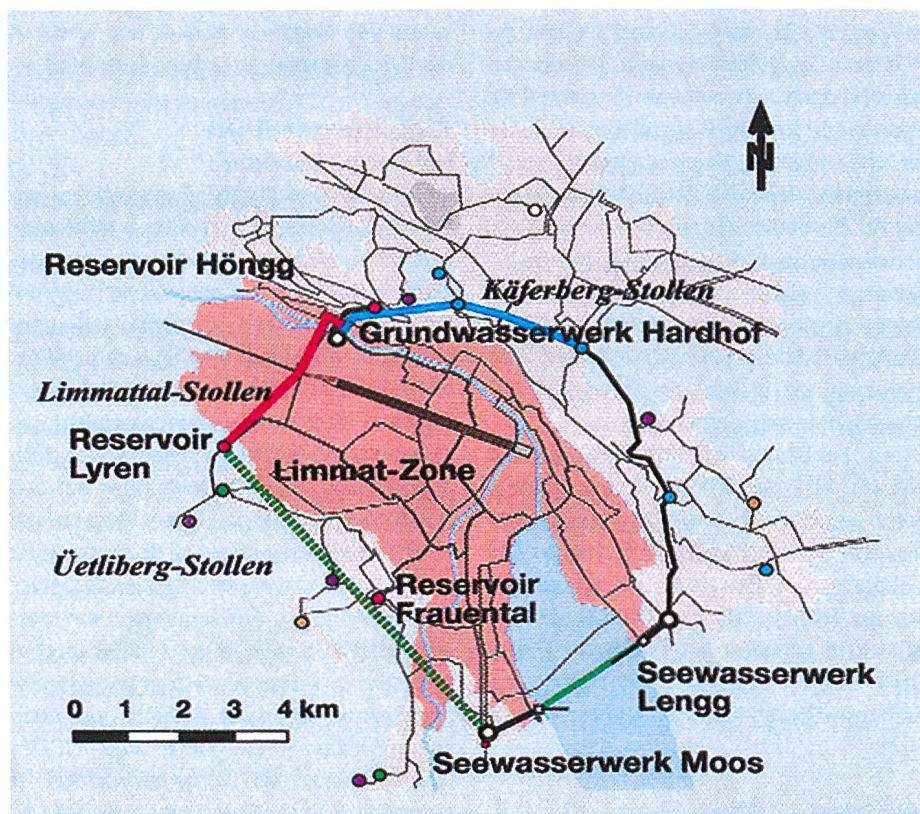 N
Reservoir Höngg
Käferberg-Stollen
Grundwasserwerk Hardhof
Limmattal-Stollen
Reservoir
Lyren
Limmat-Zone
Üetliberg-Stollen
Reservoir
Frauental
Seewasserwerk
Lengg
0 1 2 3 4 km
Seewasserwerk Moos